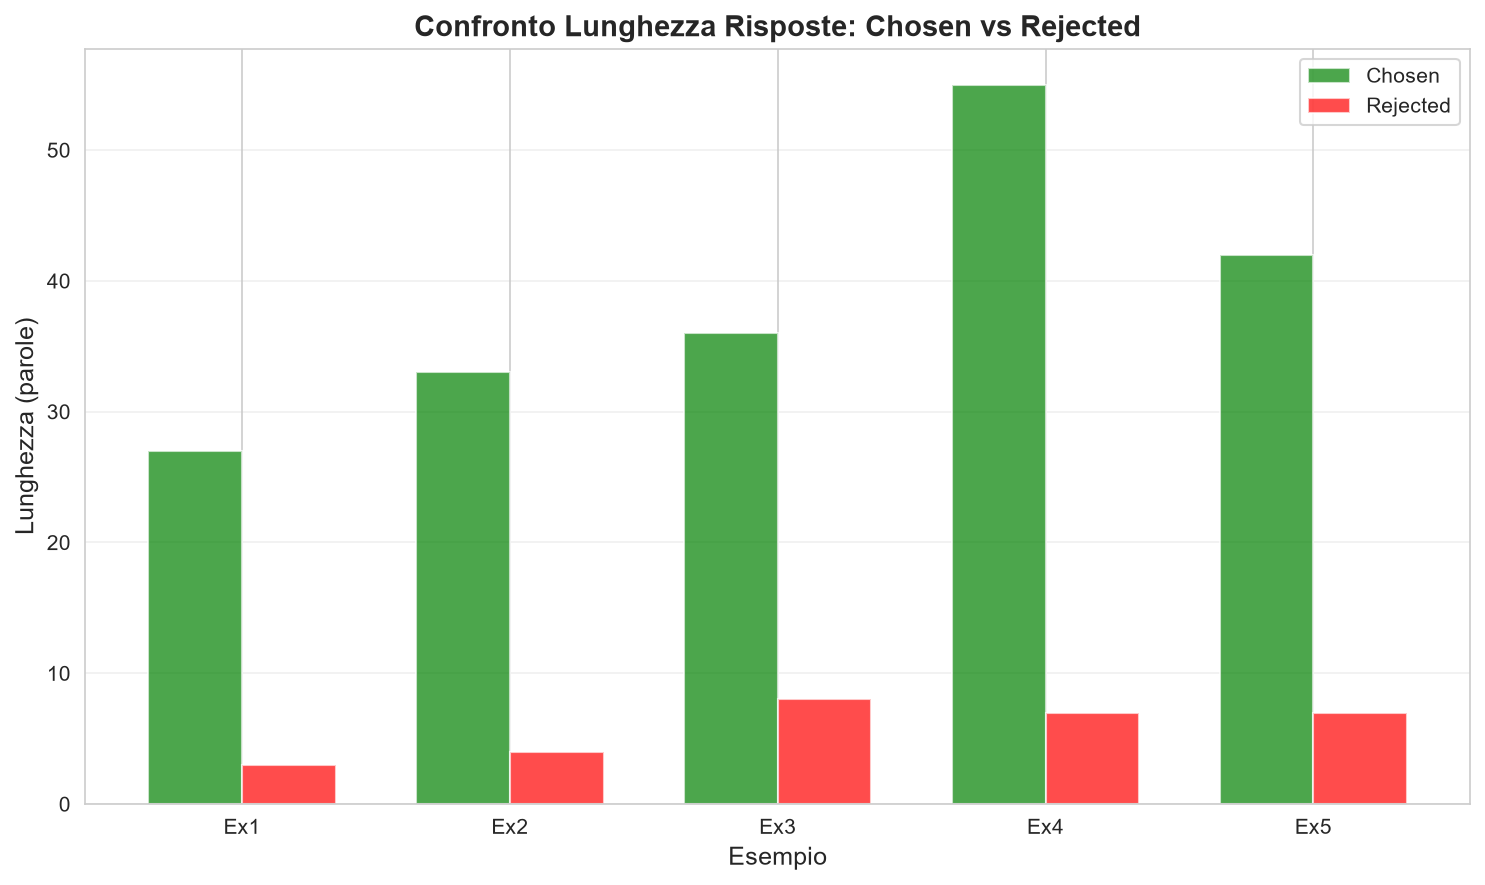 Confronto Lunghezza Risposte: Chosen vs Rejected
Chosen
Rejected
50
40
30
20
10
0
Lunghezza (parole)
Ex1 Ex2 Ex3 Ex4 Ex5
Esempio